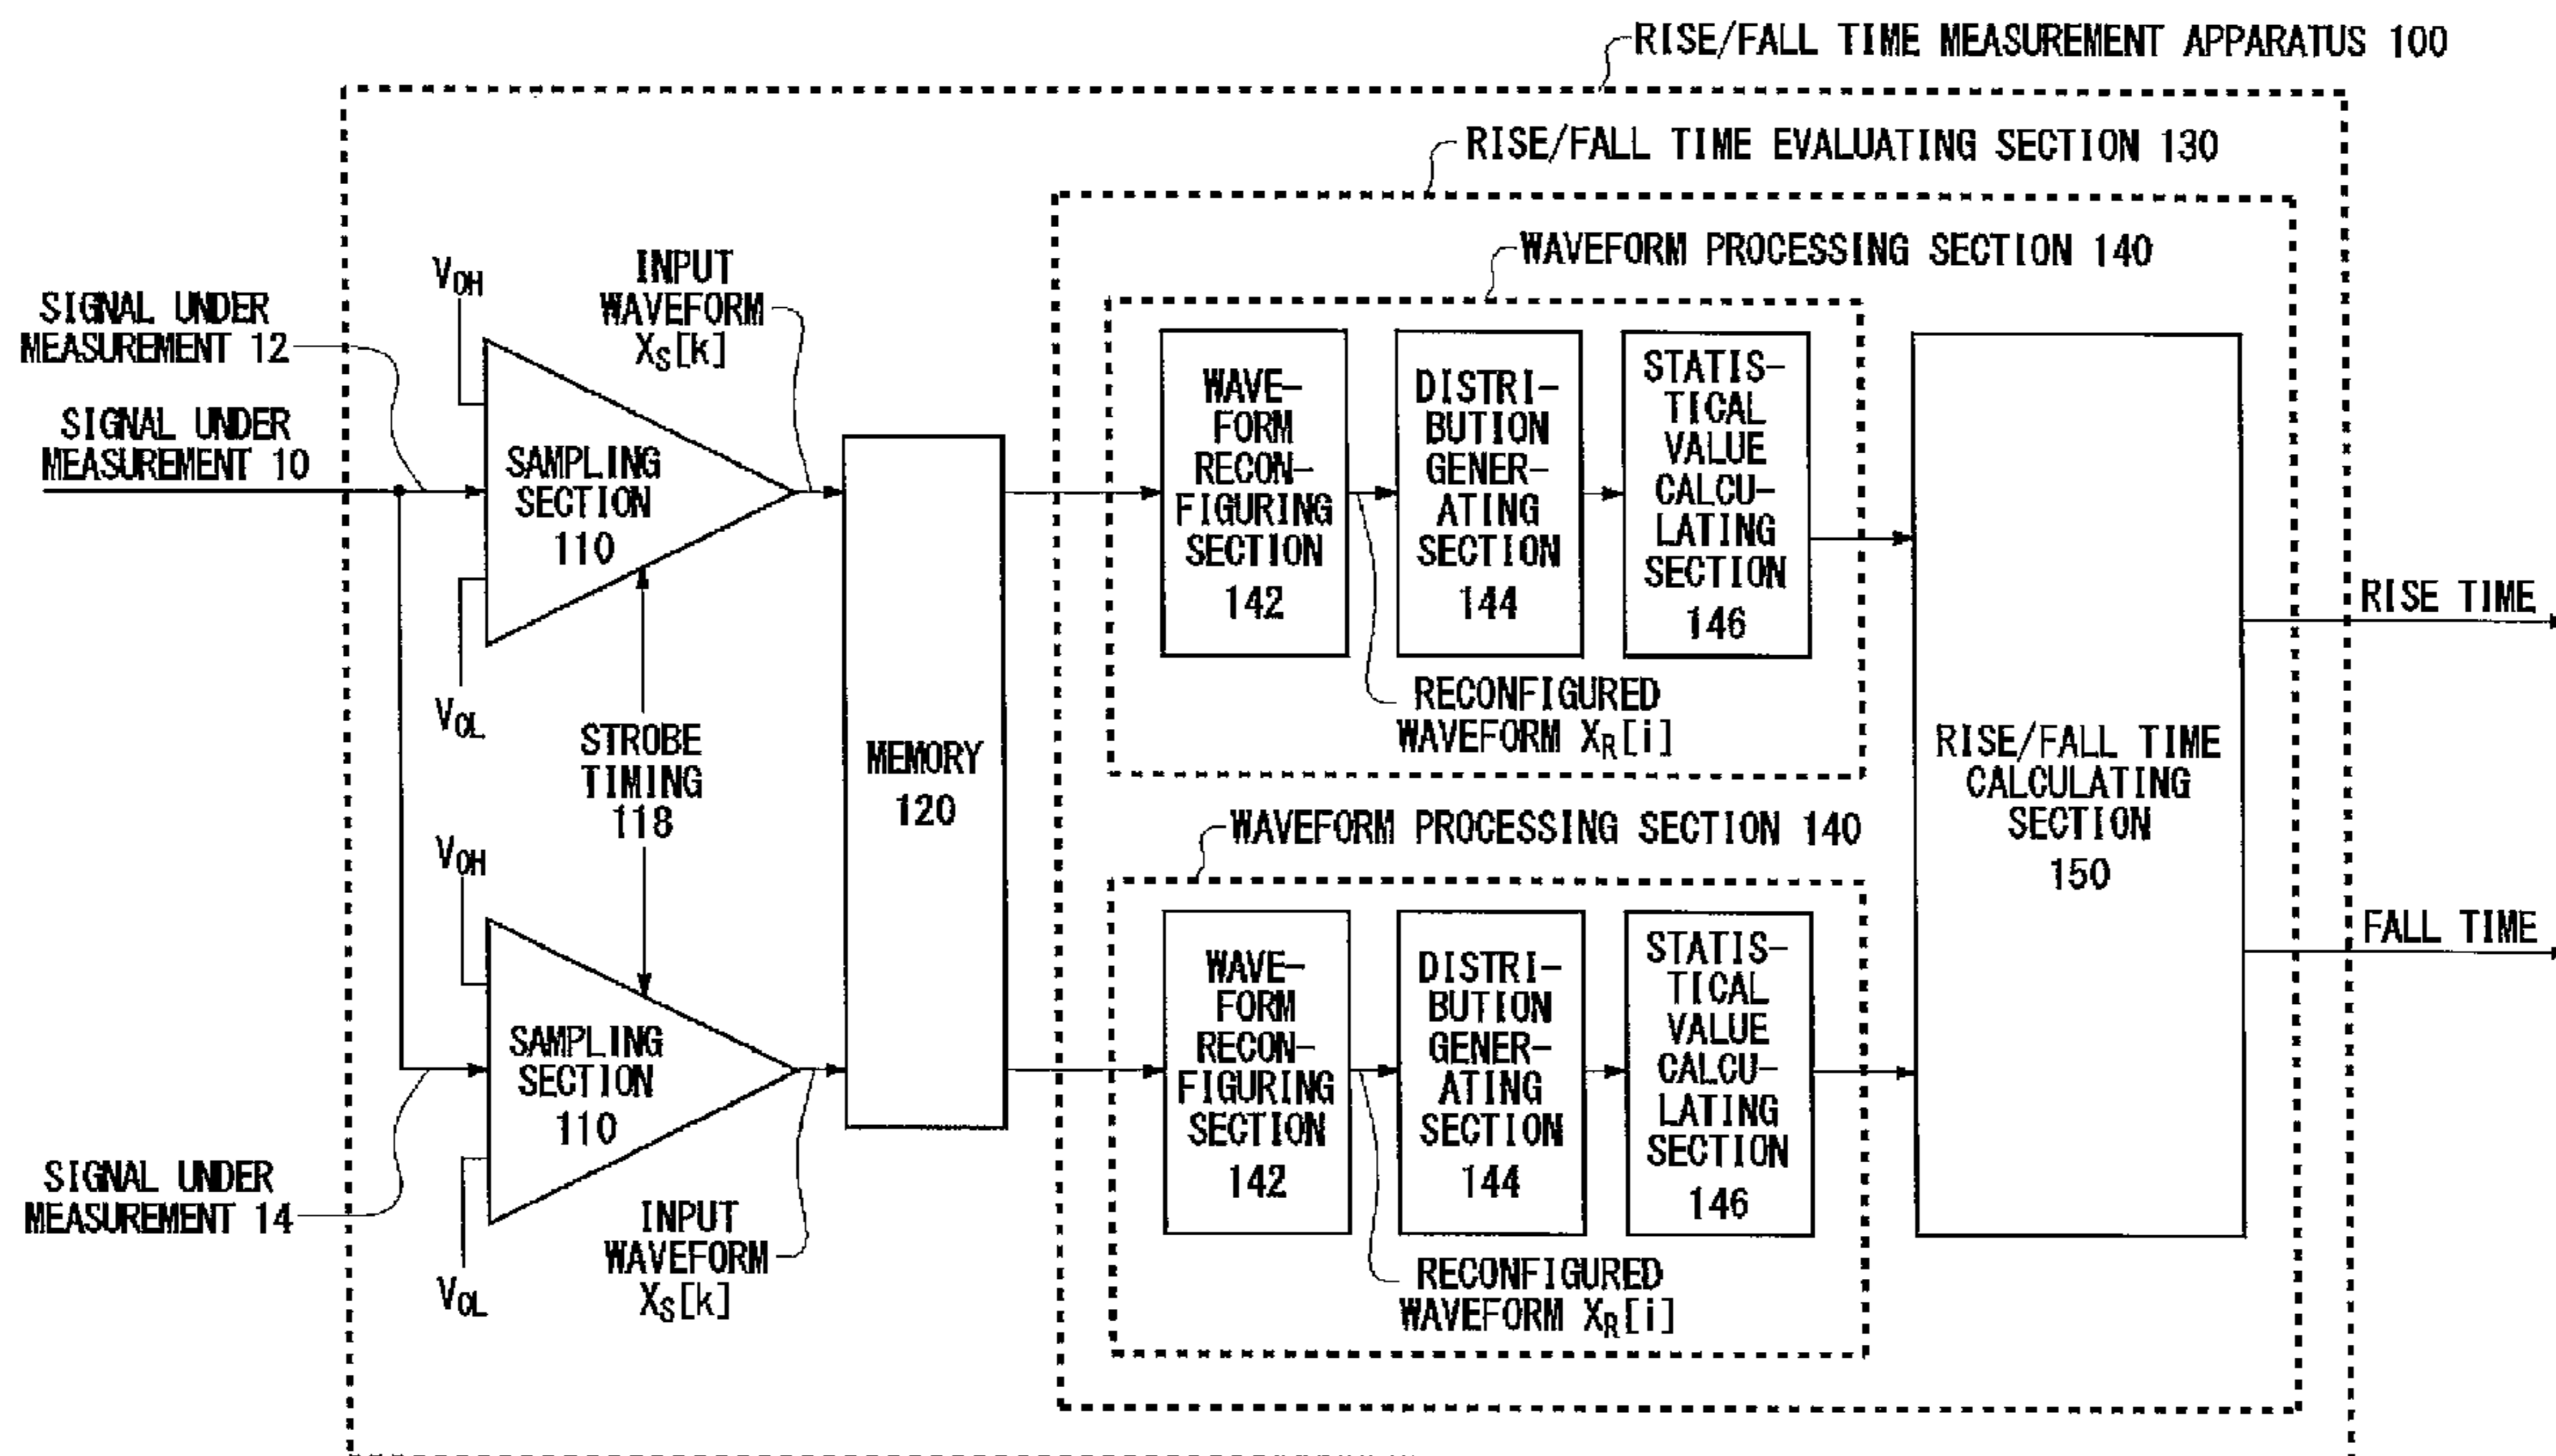 RISE/FALL TIME MEASUREMENT APPARATUS 100
RISE/FALL TIME EVALUATING SECTION 130
WAVEFORM PROCESSING SECTION 140
SIGNAL UNDER
MEASUREMENT 12
SIGNAL UNDER
MEASUREMENT 10
VOH
INPUT
WAVEFORM
XS[k]
SAMPLING
SECTION
110
VOL
STROBE
TIMING
118
MEMORY
120
WAVE-
FORM
RECON-
FIGURING
SECTION
142
DISTRI-
BUTION
GENER-
ATING
SECTION
144
STATIS-
TICAL
VALUE
CALCU-
LATING
SECTION
146
RECONFIGURED
WAVEFORM XR[i]
RISE/FALL TIME
CALCULATING
SECTION
150
RISE TIME
FALL TIME
WAVEFORM PROCESSING SECTION 140
VOH
SAMPLING
SECTION
110
VOL
SIGNAL UNDER
MEASUREMENT 14
INPUT
WAVEFORM
XS[k]
WAVE-
FORM
RECON-
FIGURING
SECTION
142
DISTRI-
BUTION
GENER-
ATING
SECTION
144
STATIS-
TICAL
VALUE
CALCU-
LATING
SECTION
146
RECONFIGURED
WAVEFORM XR[i]